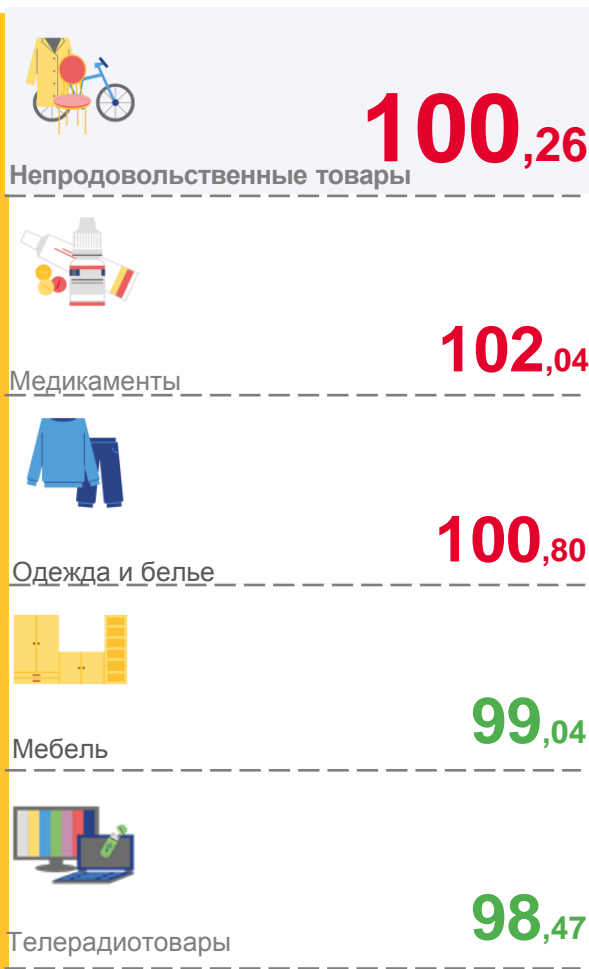 100,26
Непродовольственные товары
102,04
Медикаменты
100,80
Одежда и белье
99,04
Мебель
98,47
Телерадиотовары